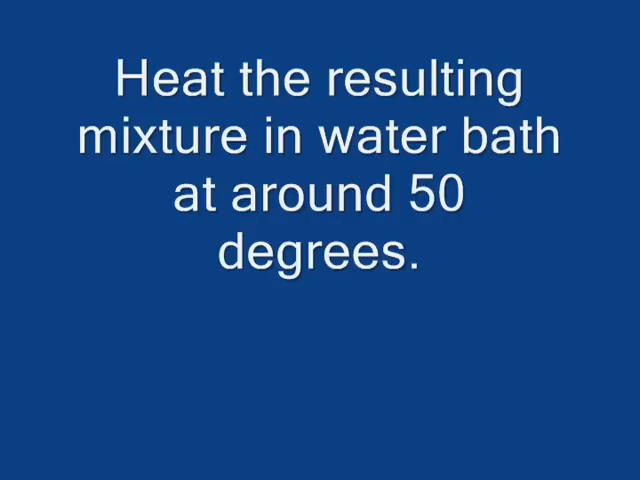 Heat the resulting
mixture in water bath
at around 50
degrees.